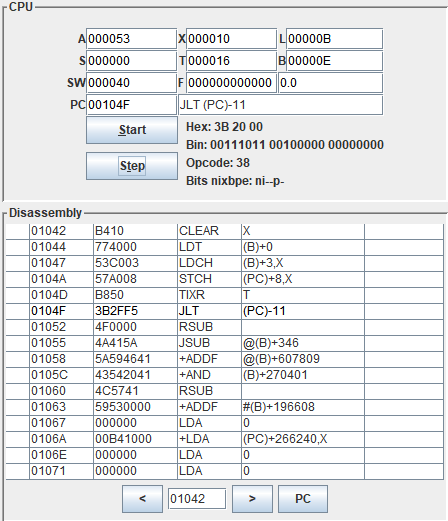 CPU
A 000053 X 000010 L 00000B
S 000000 T 000016 B 00000E
SW 000040 F 000000000000 0.0
PC 00104F JLT (PC)-11
Start Hex: 3B 20 00
Bin: 00111011 00100000 00000000
Step Opcode: 38
Bits nixbpe: ni--p-
Disassembly
01042 B410 CLEAR X
01044 774000 LDT (B)+0
01047 53C003 LDCH (B)+3,X
0104A 57A008 STCH (PC)+8,X
0104D B850 TIXR T
0104F 3B2FF5 JLT (PC)-11
01052 4F0000 RSUB
01055 4A415A JSUB @(B)+346
01058 5A594641 +ADDF @(B)+607809
0105C 43542041 +AND (B)+270401
01060 4C5741 RSUB
01063 59530000 +ADDF #(B)+196608
01067 000000 LDA 0
0106A 00B41000 +LDA (PC)+266240,X
0106E 000000 LDA 0
01071 000000 LDA 0
< 01042 > PC